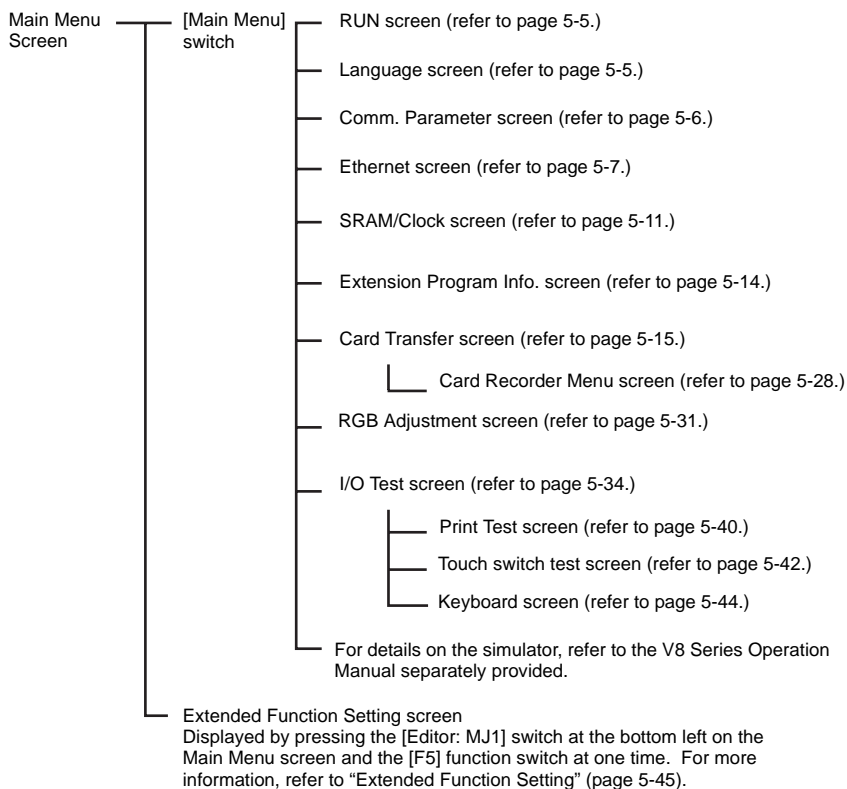 Main Menu
Screen
[Main Menu]
switch
RUN screen (refer to page 5-5.)
Language screen (refer to page 5-5.)
Comm. Parameter screen (refer to page 5-6.)
Ethernet screen (refer to page 5-7.)
SRAM/Clock screen (refer to page 5-11.)
Extension Program Info. screen (refer to page 5-14.)
Card Transfer screen (refer to page 5-15.)
Card Recorder Menu screen (refer to page 5-28.)
RGB Adjustment screen (refer to page 5-31.)
I/O Test screen (refer to page 5-34.)
Print Test screen (refer to page 5-40.)
Touch switch test screen (refer to page 5-42.)
Keyboard screen (refer to page 5-44.)
For details on the simulator, refer to the V8 Series Operation
Manual separately provided.
Extended Function Setting screen
Displayed by pressing the [Editor: MJ1] switch at the bottom left on the
Main Menu screen and the [F5] function switch at one time.  For more
information, refer to “Extended Function Setting” (page 5-45).